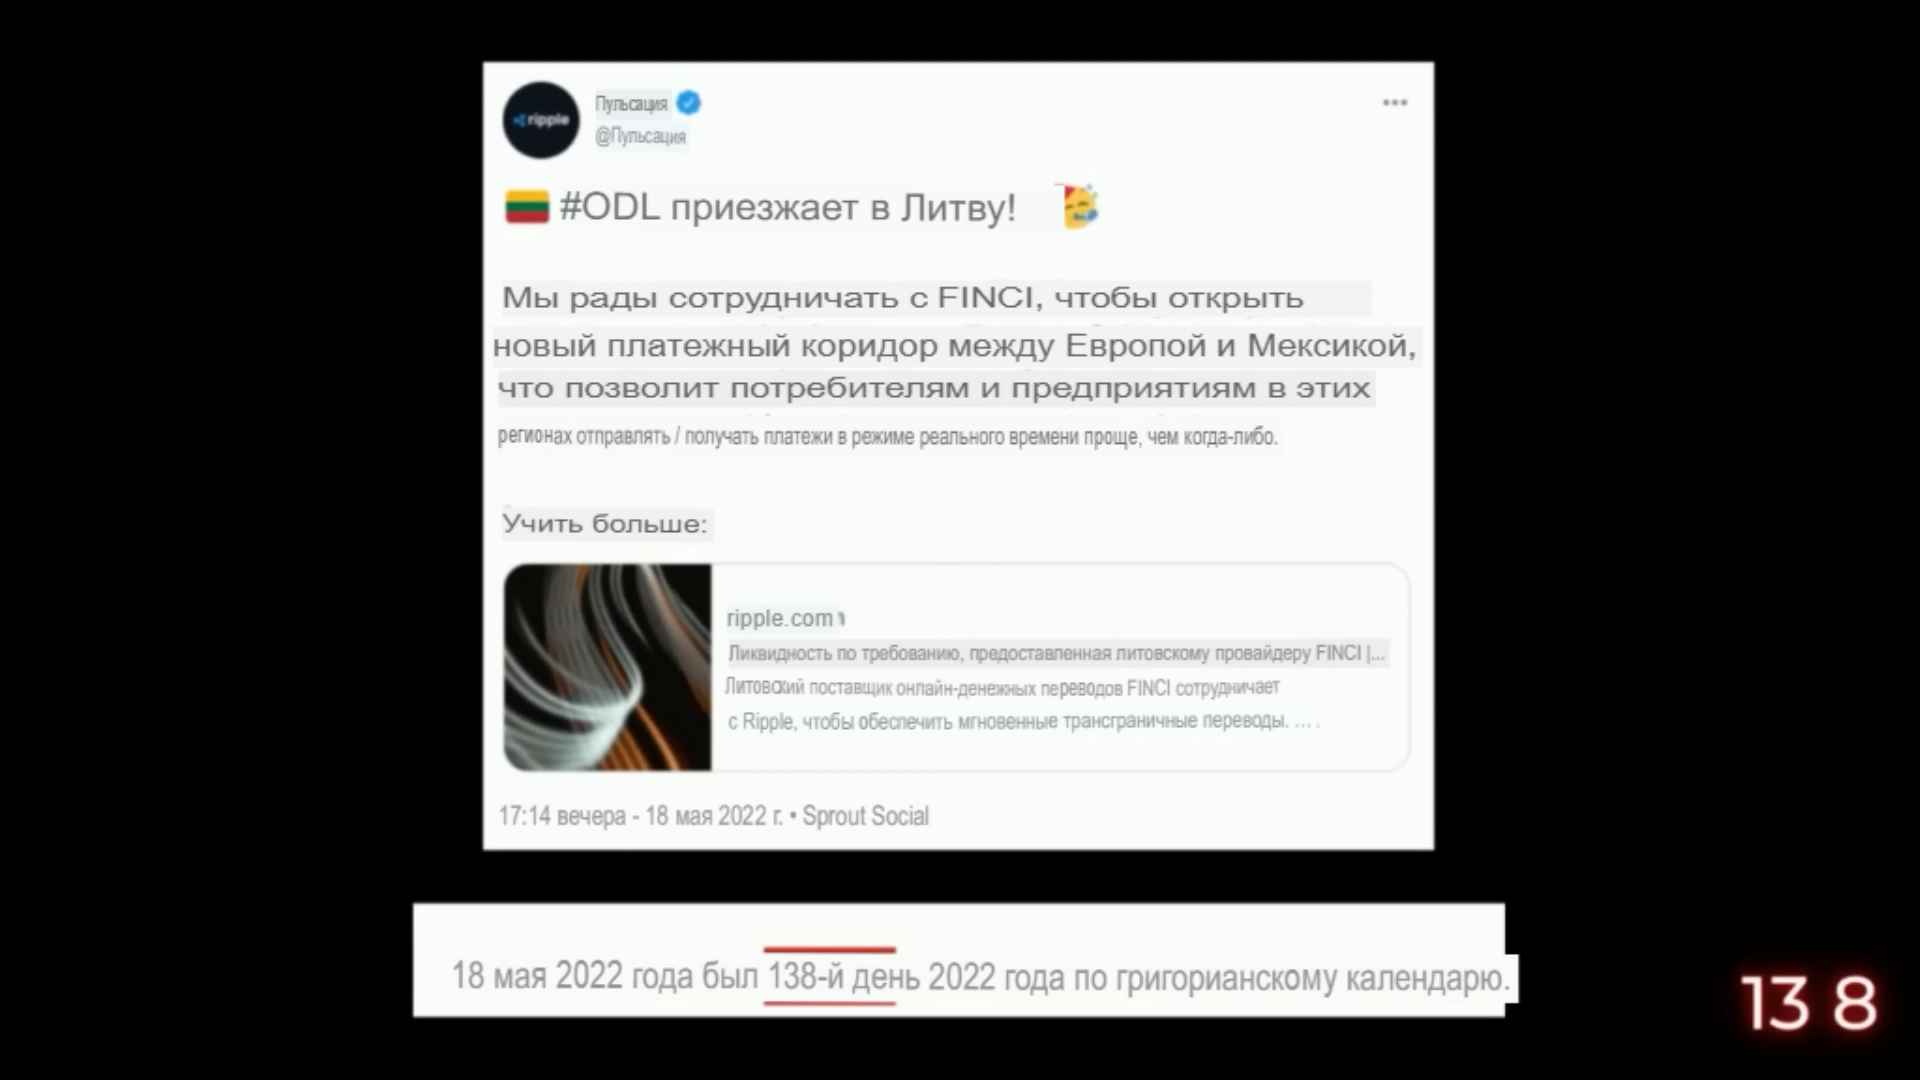 ripple
Пульсация
@Пульсация
#ODL приезжает в Литву!
Мы рады сотрудничать с FINCI, чтобы открыть
новый платежный коридор между Европой и Мексикой,
что позволит потребителям и предприятиям в этих
регионах отправлять / получать платежи в режиме реального времени проще, чем когда-либо.
Учить больше:
ripple.com
Ликвидность по требованию, предоставленная литовскому провайдеру FINCI |...
Литовский поставщик онлайн-денежных переводов FINCI сотрудничает
с Ripple, чтобы обеспечить мгновенные трансграничные переводы. ... .
17:14 вечера - 18 мая 2022 г. • Sprout Social
18 мая 2022 года был 138-й день 2022 года по григорианскому календарю.
13 8